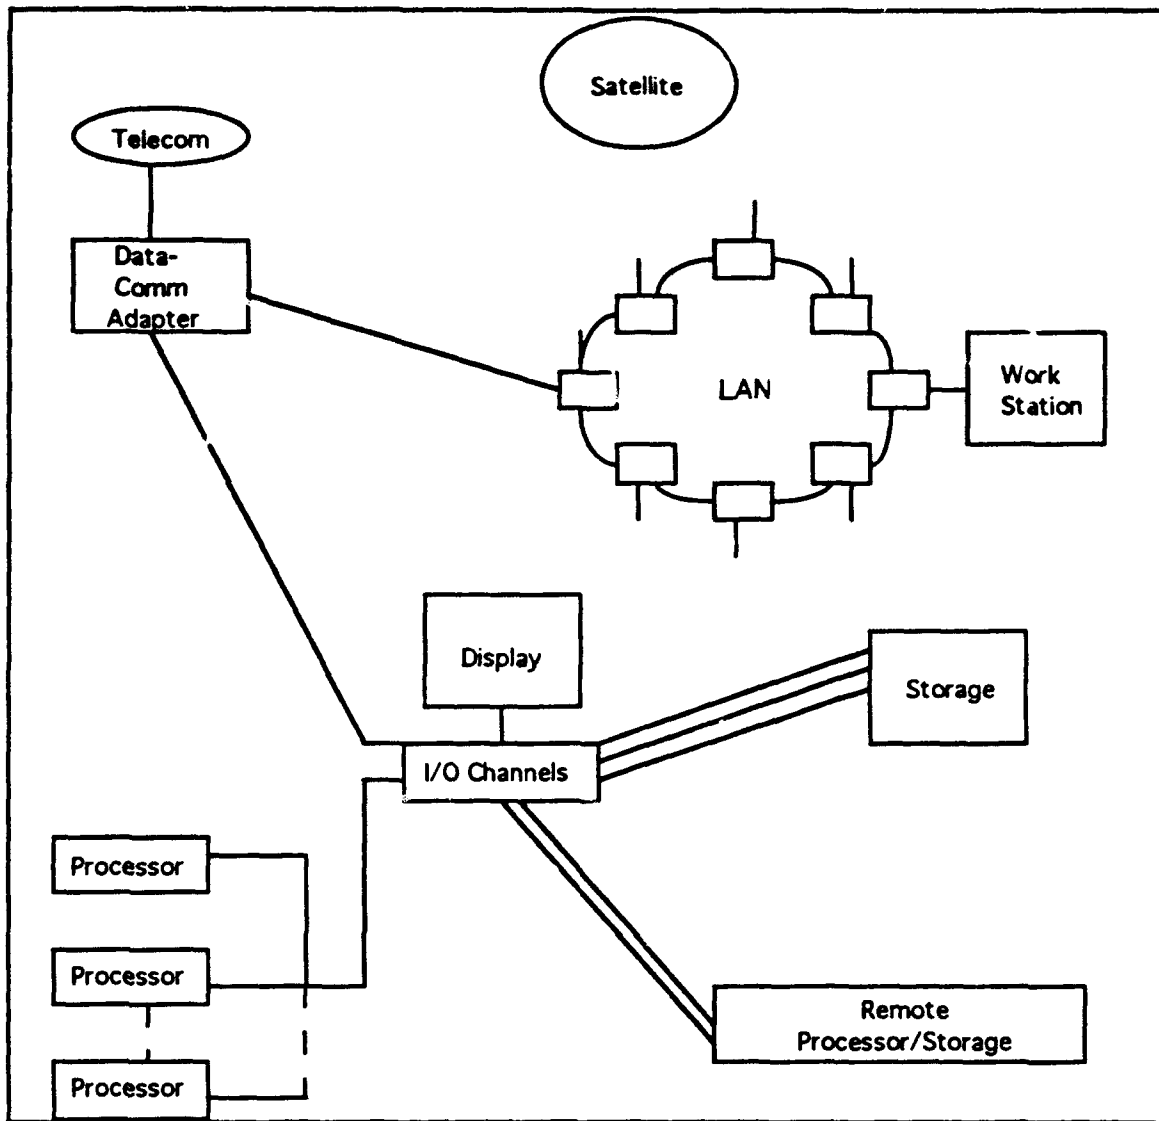 Satellite
Telecom
Data-
Comm
Adapter
LAN
Work
Station
Display
Storage
I/O Channels
Processor
Processor
Remote
Processor/Storage
Processor